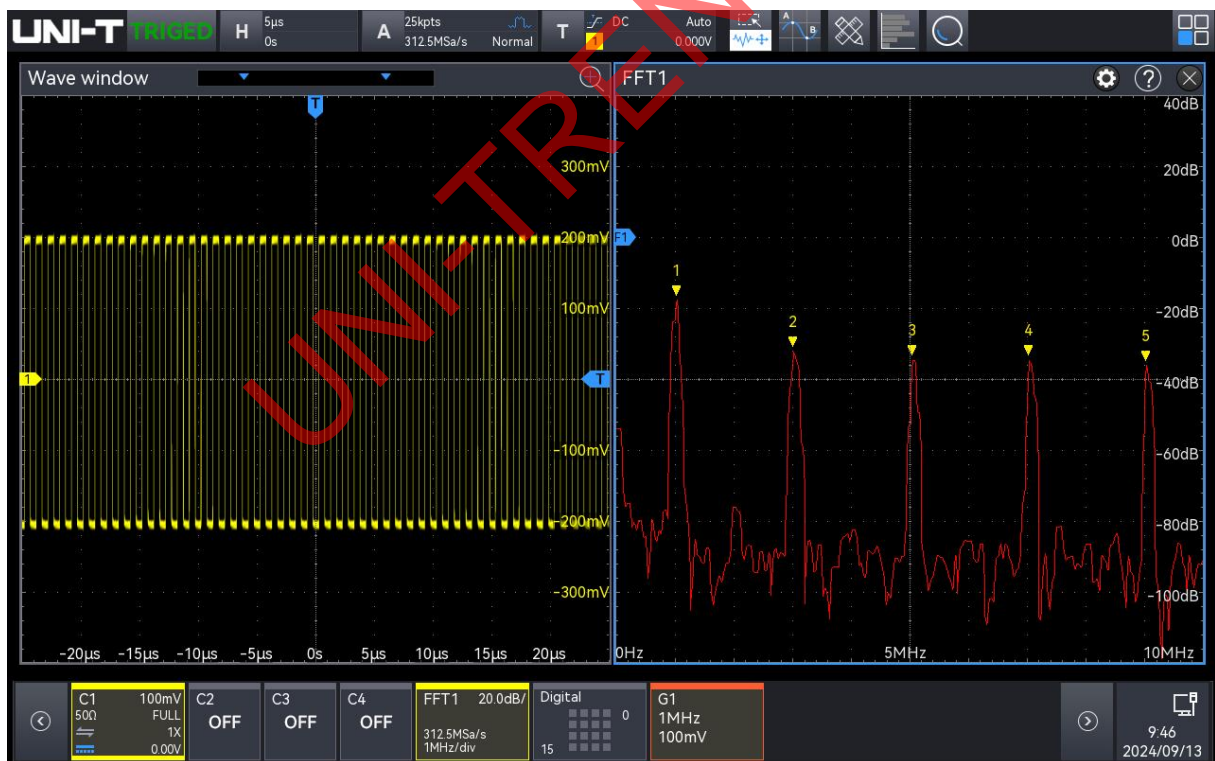 UNI-T TRIGED H 5µs 0s A 25kpts 312.5MSa/s Normal T 1 DC Auto 0.000V A B
Wave window
T
300mV
200mV
100mV
1
T
-100mV
-200mV
-300mV
-20µs -15µs -10µs -5µs 0s 5µs 10µs 15µs 20µs
FFT1 ?
40dB
20dB
F1 0dB
1
-20dB
2 3 4 5
-40dB
-60dB
-80dB
-100dB
0Hz 5MHz 10MHz
UNI-TREN
C1 100mV
50Ω FULL
1X
0.00V
C2
OFF
C3
OFF
C4
OFF
FFT1 20.0dB/
312.5MSa/s
1MHz/div
Digital
0
15
G1
1MHz
100mV
9:46
2024/09/13